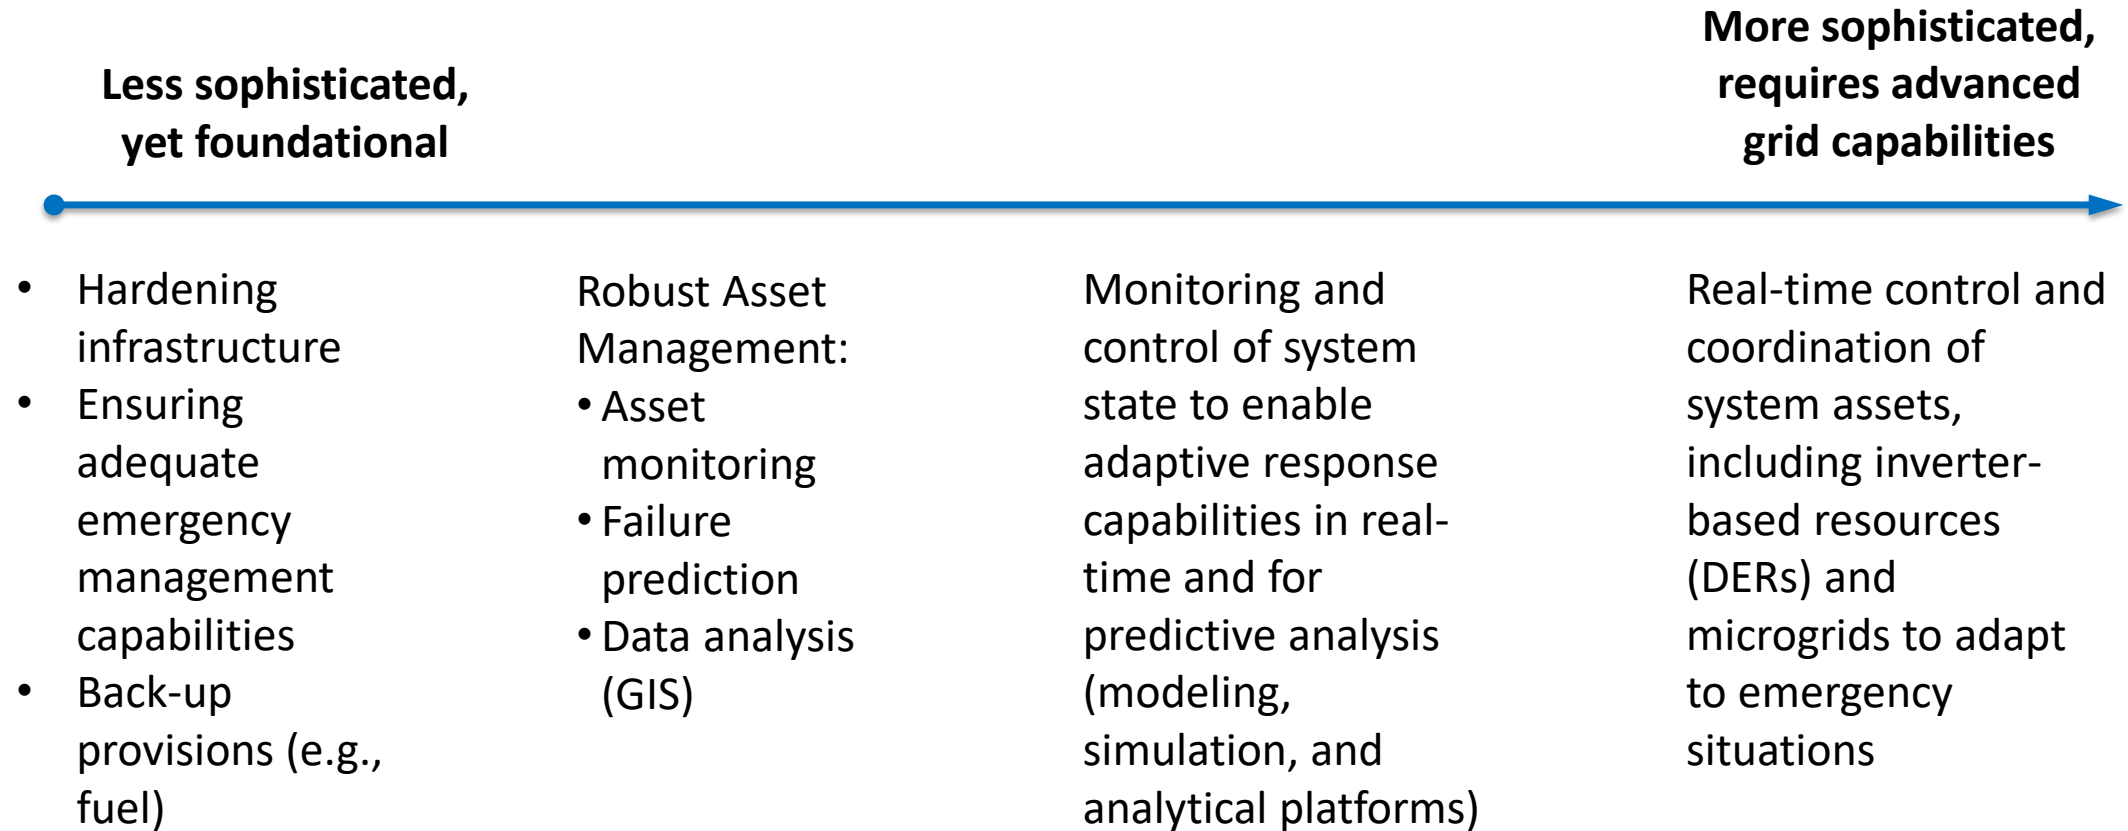 Less sophisticated,
yet foundational
More sophisticated,
requires advanced
grid capabilities
• Hardening
infrastructure
• Ensuring
adequate
emergency
management
capabilities
• Back-up
provisions (e.g.,
fuel)
Robust Asset
Management:
• Asset
monitoring
• Failure
prediction
• Data analysis
(GIS)
Monitoring and
control of system
state to enable
adaptive response
capabilities in real-
time and for
predictive analysis
(modeling,
simulation, and
analytical platforms)
Real-time control and
coordination of
system assets,
including inverter-
based resources
(DERs) and
microgrids to adapt
to emergency
situations